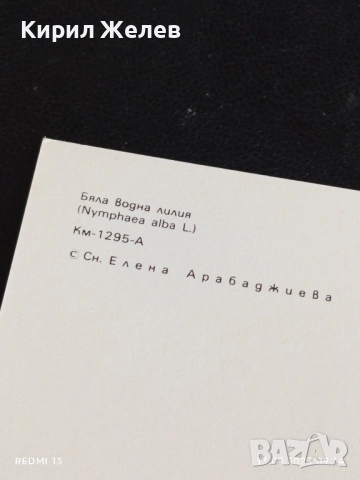 Кирил Желев
Бяла водна лилия
(Nymphaea alba L.)
Км-1295-А
© Сн. Елена Арабаджиева
REDMI 13
BAZAR